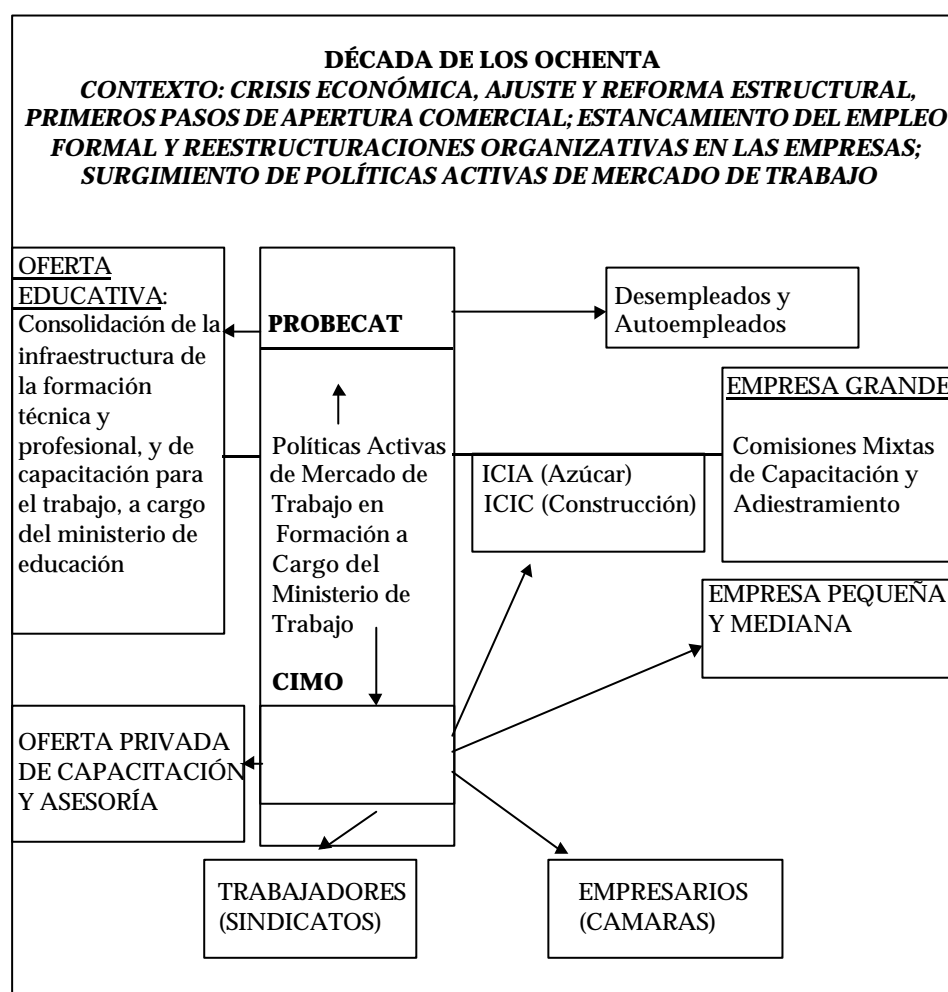 DÉCADA DE LOS OCHENTA
CONTEXTO: CRISIS ECONÓMICA, AJUSTE Y REFORMA ESTRUCTURAL,
PRIMEROS PASOS DE APERTURA COMERCIAL; ESTANCAMIENTO DEL EMPLEO
FORMAL Y REESTRUCTURACIONES ORGANIZATIVAS EN LAS EMPRESAS;
SURGIMIENTO DE POLÍTICAS ACTIVAS DE MERCADO DE TRABAJO
OFERTA
EDUCATIVA:
Consolidación de la
infraestructura de
la formación
técnica y
profesional, y de
capacitación para
el trabajo, a cargo
del ministerio de
educación
PROBECAT
Políticas Activas
de Mercado de
Trabajo en
Formación a
Cargo del
Ministerio de
Trabajo
CIMO
Desempleados y
Autoempleados
EMPRESA GRANDE
Comisiones Mixtas
de Capacitación y
Adiestramiento
ICIA (Azúcar)
ICIC (Construcción)
EMPRESA PEQUEÑA
Y MEDIANA
OFERTA PRIVADA
DE CAPACITACIÓN
Y ASESORÍA
TRABAJADORES
(SINDICATOS)
EMPRESARIOS
(CAMARAS)